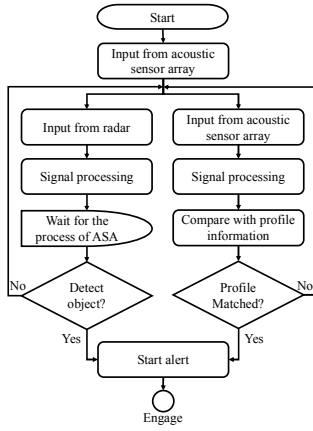 Start
Input from acoustic
sensor array
Input from radar
Input from acoustic
sensor array
Signal processing
Signal processing
Wait for the
process of ASA
Compare with profile
information
No
Detect
object?
Profile
Matched?
No
Yes
Yes
Start alert
Engage